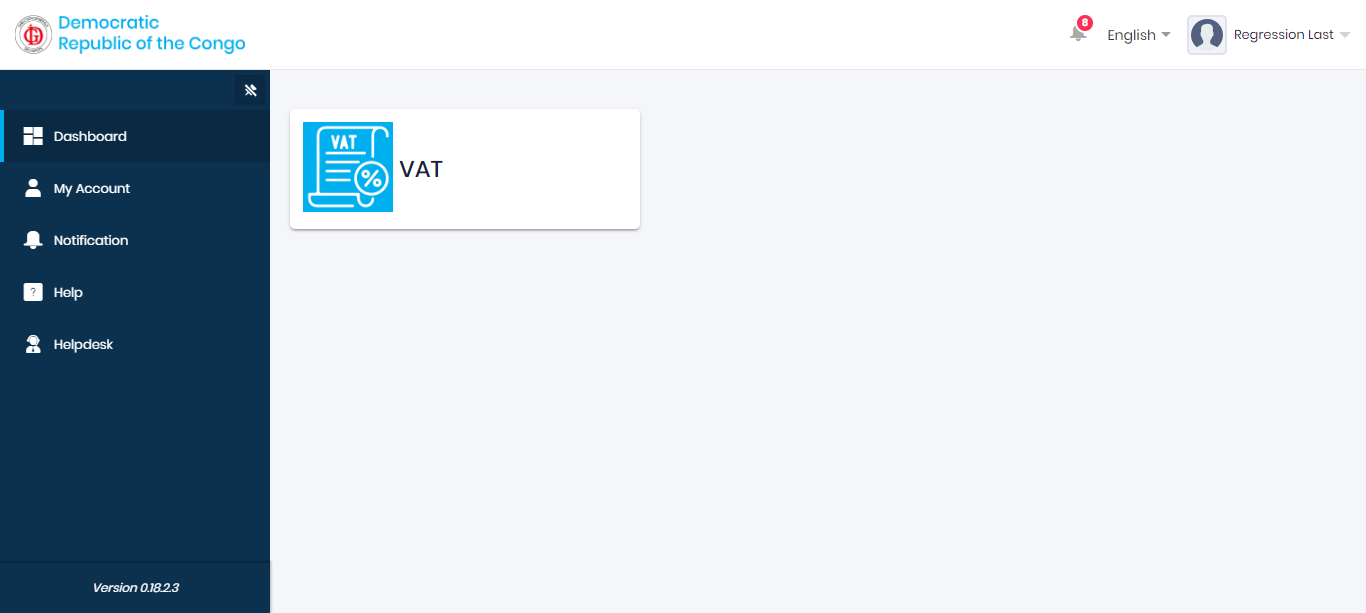 Democratic
Republic of the Congo
8
English
Regression Last
Dashboard
My Account
Notification
? Help
Helpdesk
VAT
%
VAT
Version 0.18.2.3